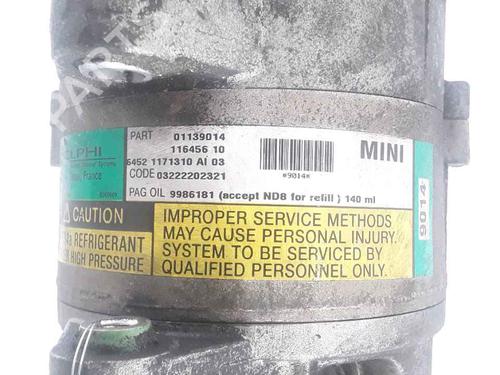 PART 01139014
116456 10
6452 1171310 AI 03
CODE 03222202321
PAG OIL 9986181 (accept ND8 for refill ) 140 ml
*9014*
MINI
9014
LPHI
France
CAUTION
REFRIGERANT
HIGH PRESSURE
IMPROPER SERVICE METHODS
MAY CAUSE PERSONAL INJURY.
SYSTEM TO BE SERVICED BY
QUALIFIED PERSONNEL ONLY.